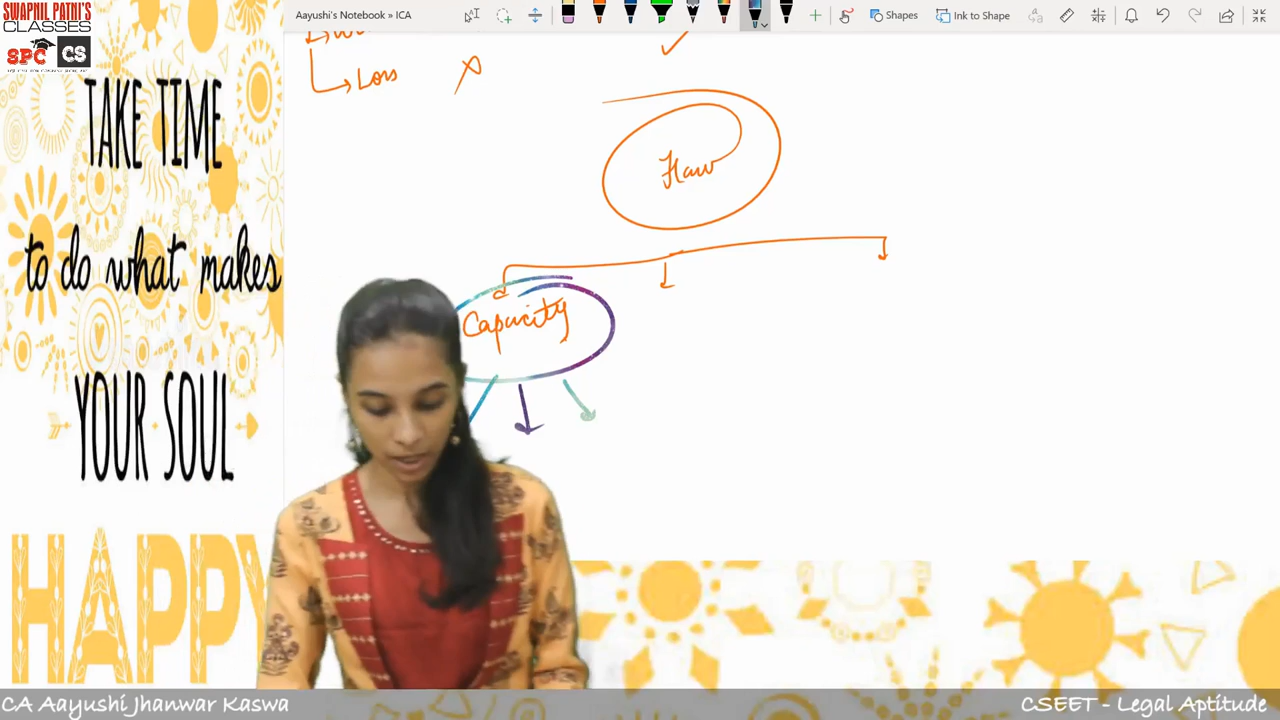 SWAPNIL PATNI'S
CLASSES
SPC CS
Aayushi's Notebook » ICA
Shapes
Ink to Shape
Loss
TAKE TIME
to do what makes
YOUR SOUL
HAPPY
Flaw
Capacity
CA Aayushi Jhanwar Kaswa
CSEET - Legal Aptitude